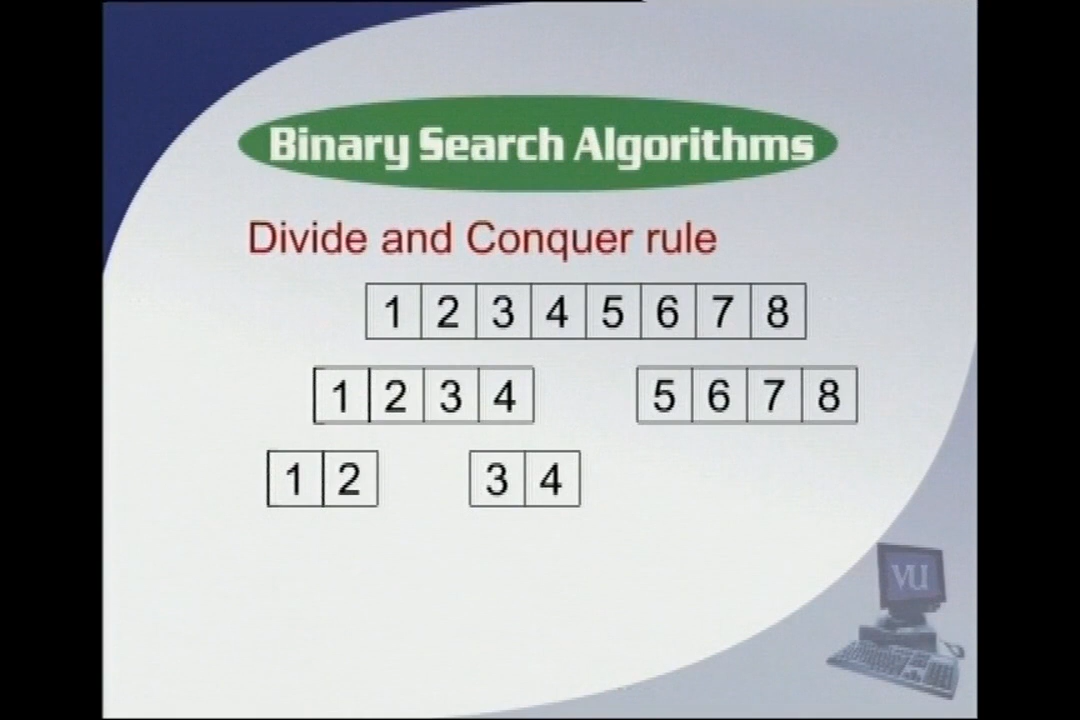 Binary Search Algorithms
Divide and Conquer rule
1 2 3 4 5 6 7 8
1 2 3 4 5 6 7 8
1 2 3 4
VU